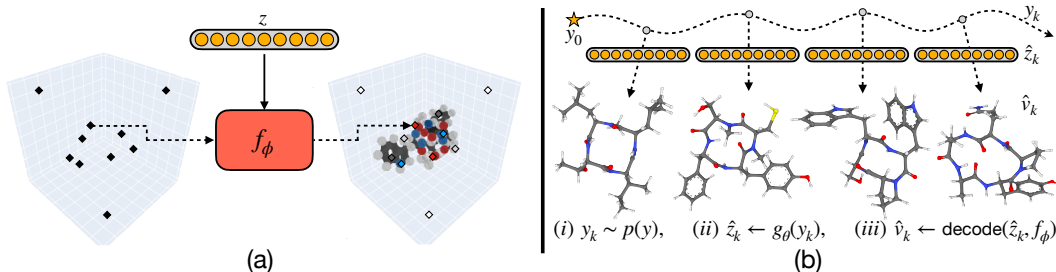 z
f_ϕ
(a)
y_0
y_k
ẑ_k
v̂_k
(i) y_k ∼ p(y), (ii) ẑ_k ← g_θ(y_k), (iii) v̂_k ← decode(ẑ_k, f_ϕ)
(b)